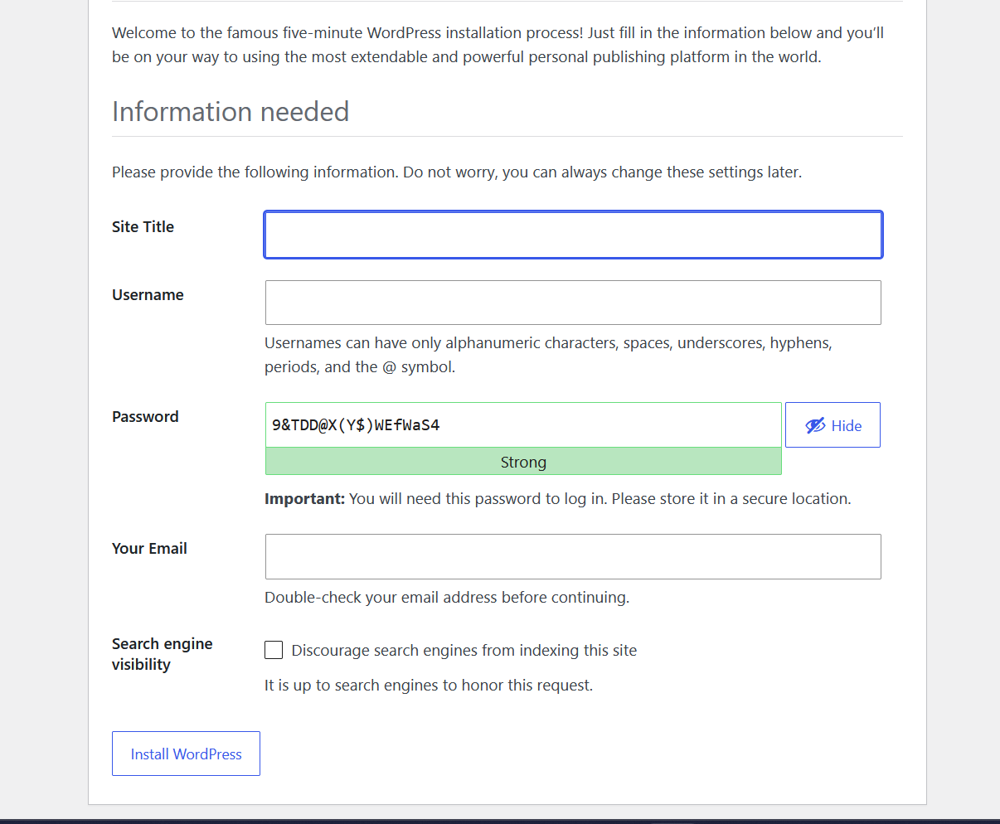 Welcome to the famous five-minute WordPress installation process! Just fill in the information below and you’ll
be on your way to using the most extendable and powerful personal publishing platform in the world.
Information needed
Please provide the following information. Do not worry, you can always change these settings later.
Site Title
Username
Usernames can have only alphanumeric characters, spaces, underscores, hyphens,
periods, and the @ symbol.
Password
9&TDD@X(Y$)WEfWaS4
Hide
Strong
Important: You will need this password to log in. Please store it in a secure location.
Your Email
Double-check your email address before continuing.
Search engine
visibility
Discourage search engines from indexing this site
It is up to search engines to honor this request.
Install WordPress